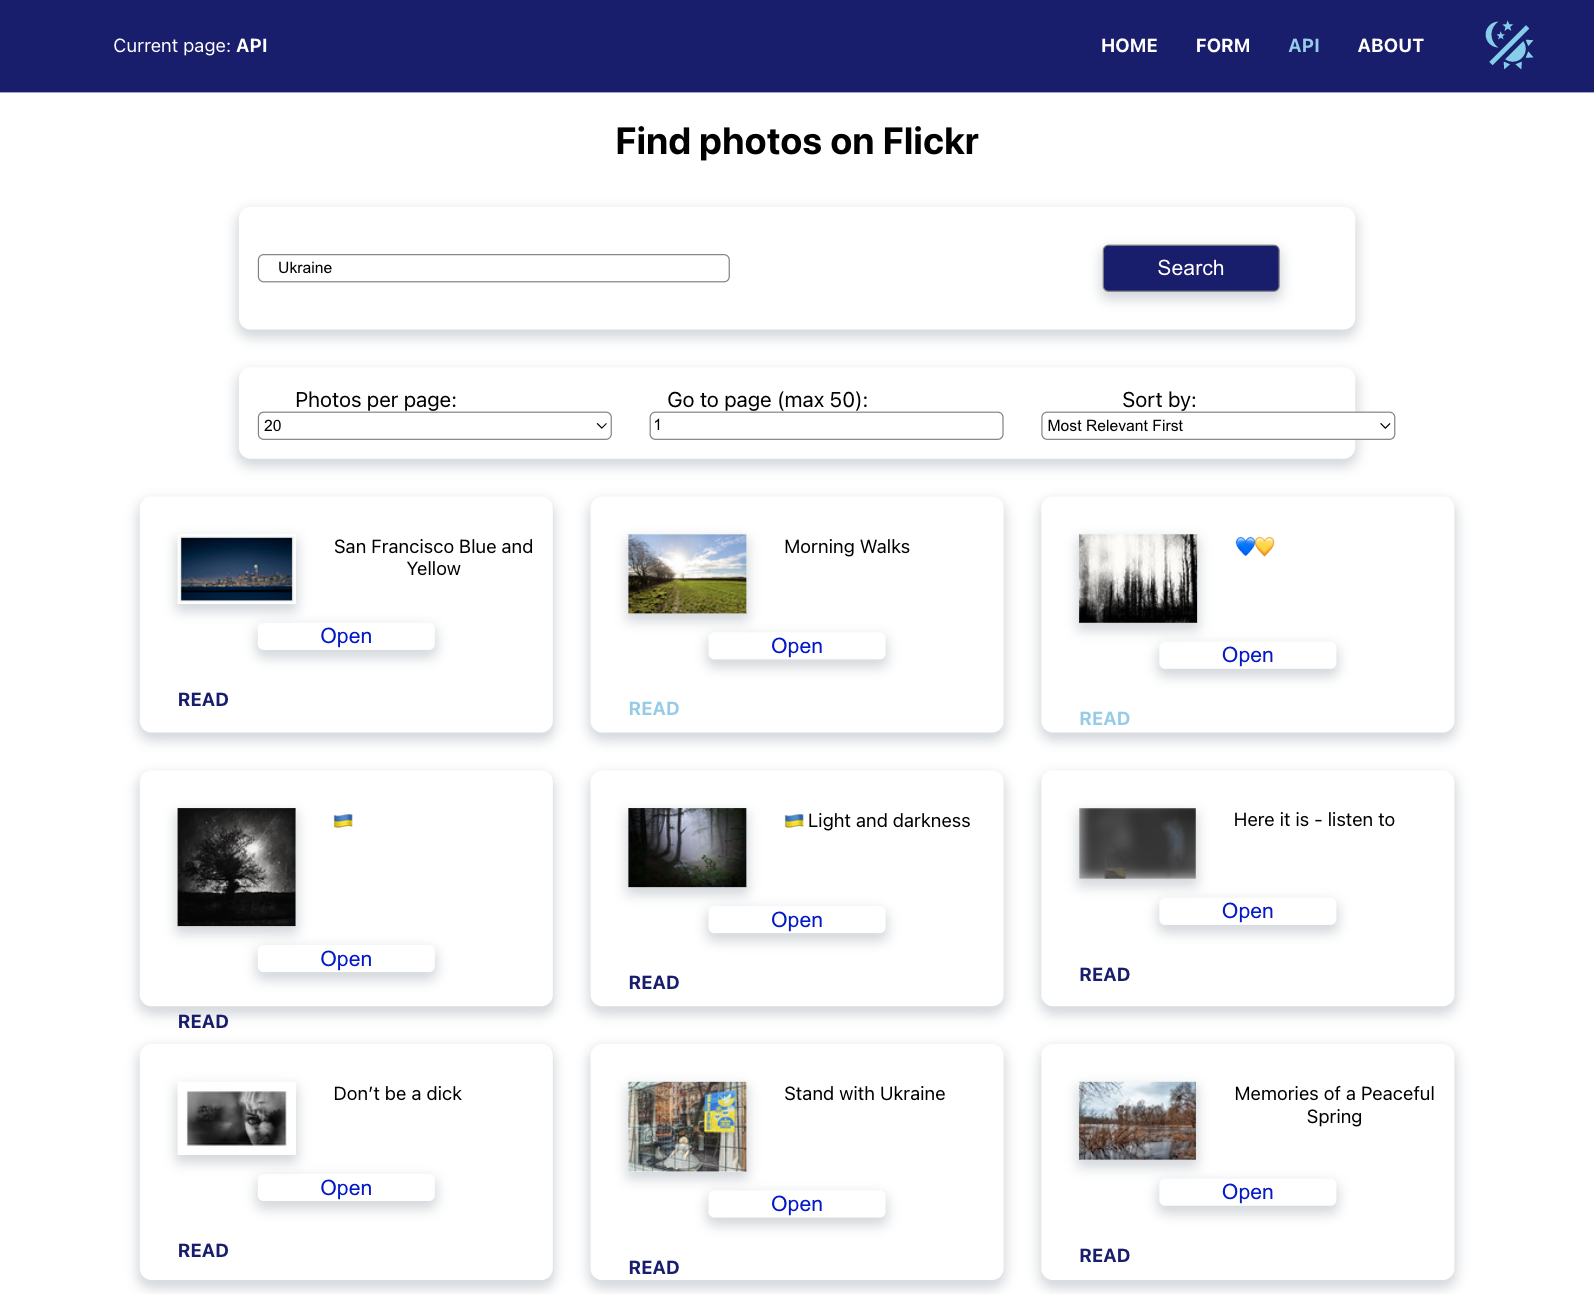 Current page: API
HOME FORM API ABOUT
Find photos on Flickr
Ukraine
Search
Photos per page:
Go to page (max 50):
Sort by:
20
1
Most Relevant First
San Francisco Blue and
Yellow
Open
READ
Morning Walks
Open
READ
💙💛
Open
READ
🇺🇦
Open
READ
🇺🇦 Light and darkness
Open
READ
Here it is - listen to
Open
READ
Don’t be a dick
Open
READ
Stand with Ukraine
Open
READ
Memories of a Peaceful
Spring
Open
READ